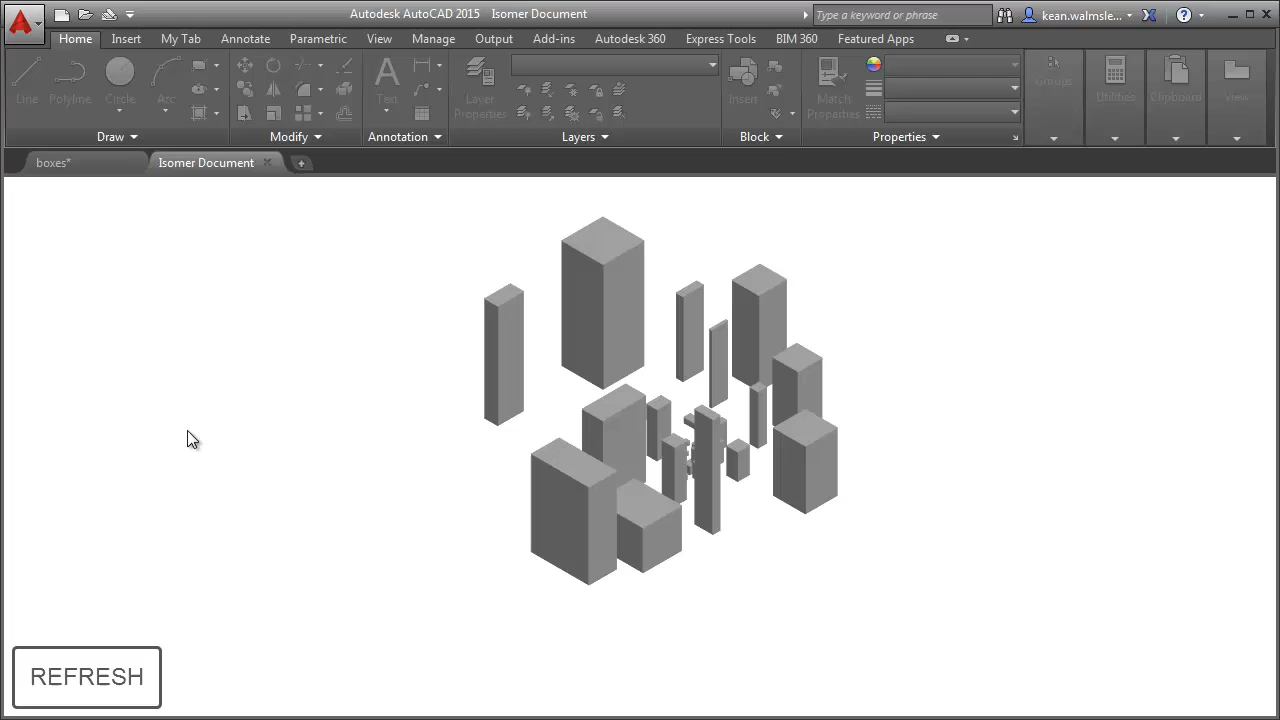 Autodesk AutoCAD 2015 Isomer Document
Type a keyword or phrase
kean.walmsle...
Home Insert My Tab Annotate Parametric View Manage Output Add-ins Autodesk 360 Express Tools BIM 360 Featured Apps
Line Polyline Circle Arc
Text
Layer
Properties
Insert
Match
Properties
Groups
Utilities
Clipboard
View
Draw Modify Annotation Layers Block Properties
boxes* Isomer Document
REFRESH